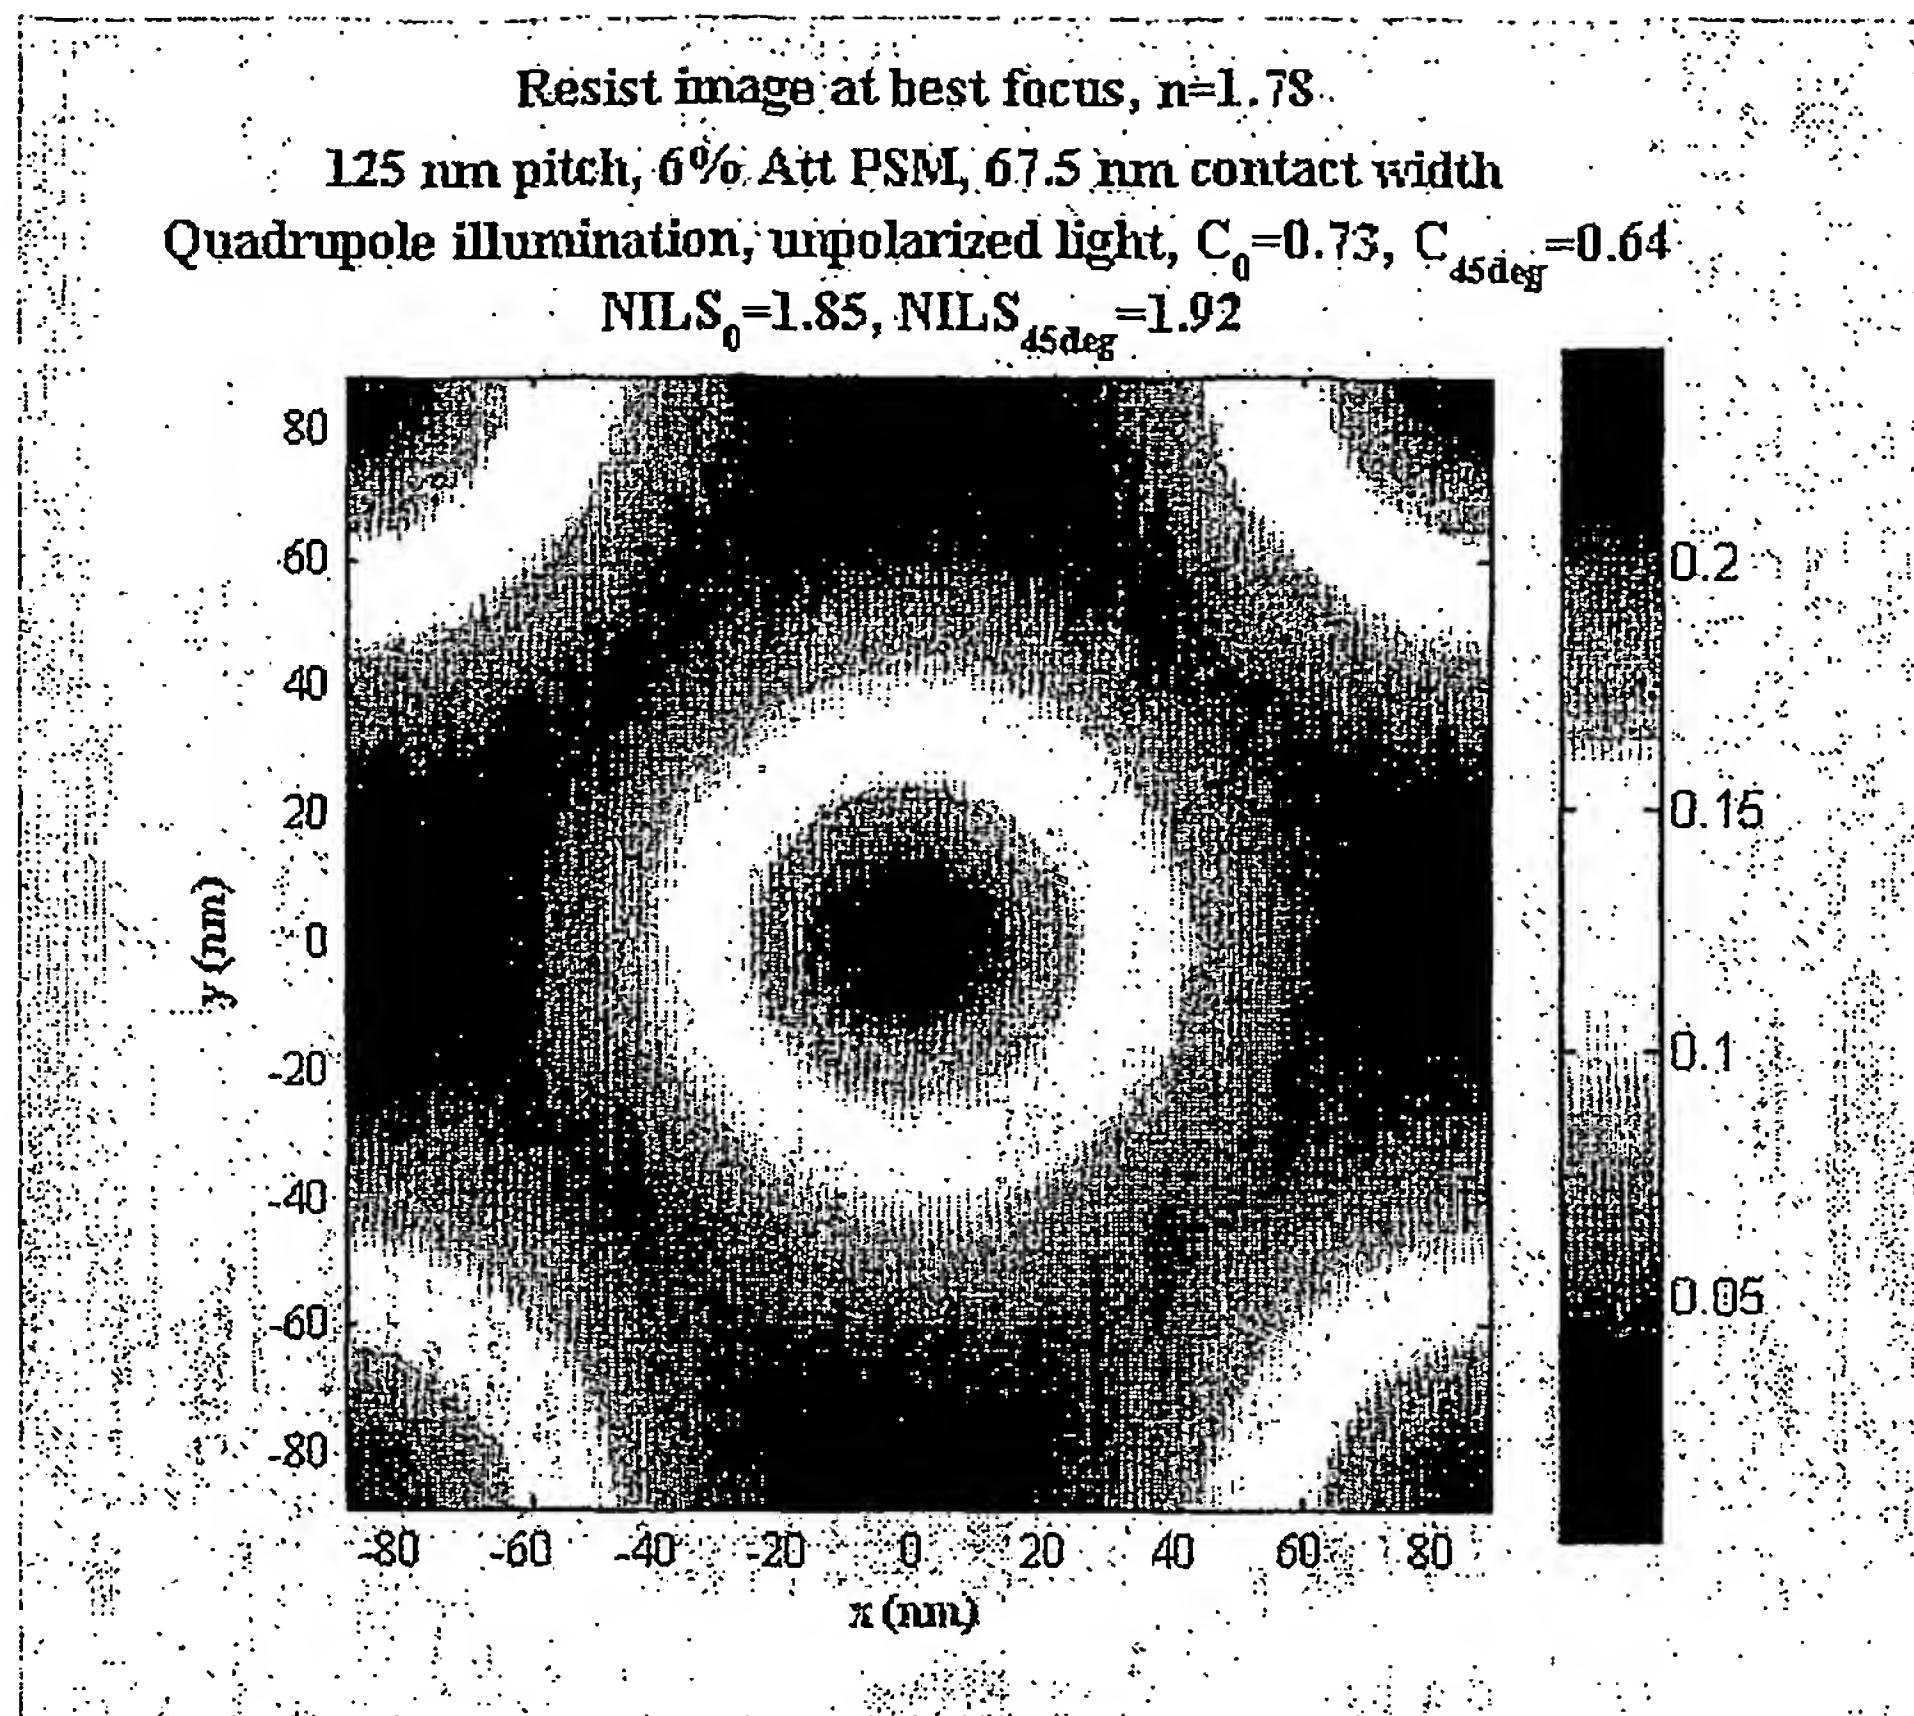 Resist image at best focus, n=1.78
125 nm pitch, 6% Att PSM, 67.5 nm contact width
Quadrupole illumination, unpolarized light, C0=0.73, C45deg=0.64
NILS0=1.85, NILS45deg=1.92
80
60
40
20
0
-20
-40
-60
-80
y (nm)
-80 -60 -40 -20 0 20 40 60 80
x (nm)
0.2
0.15
0.1
0.05